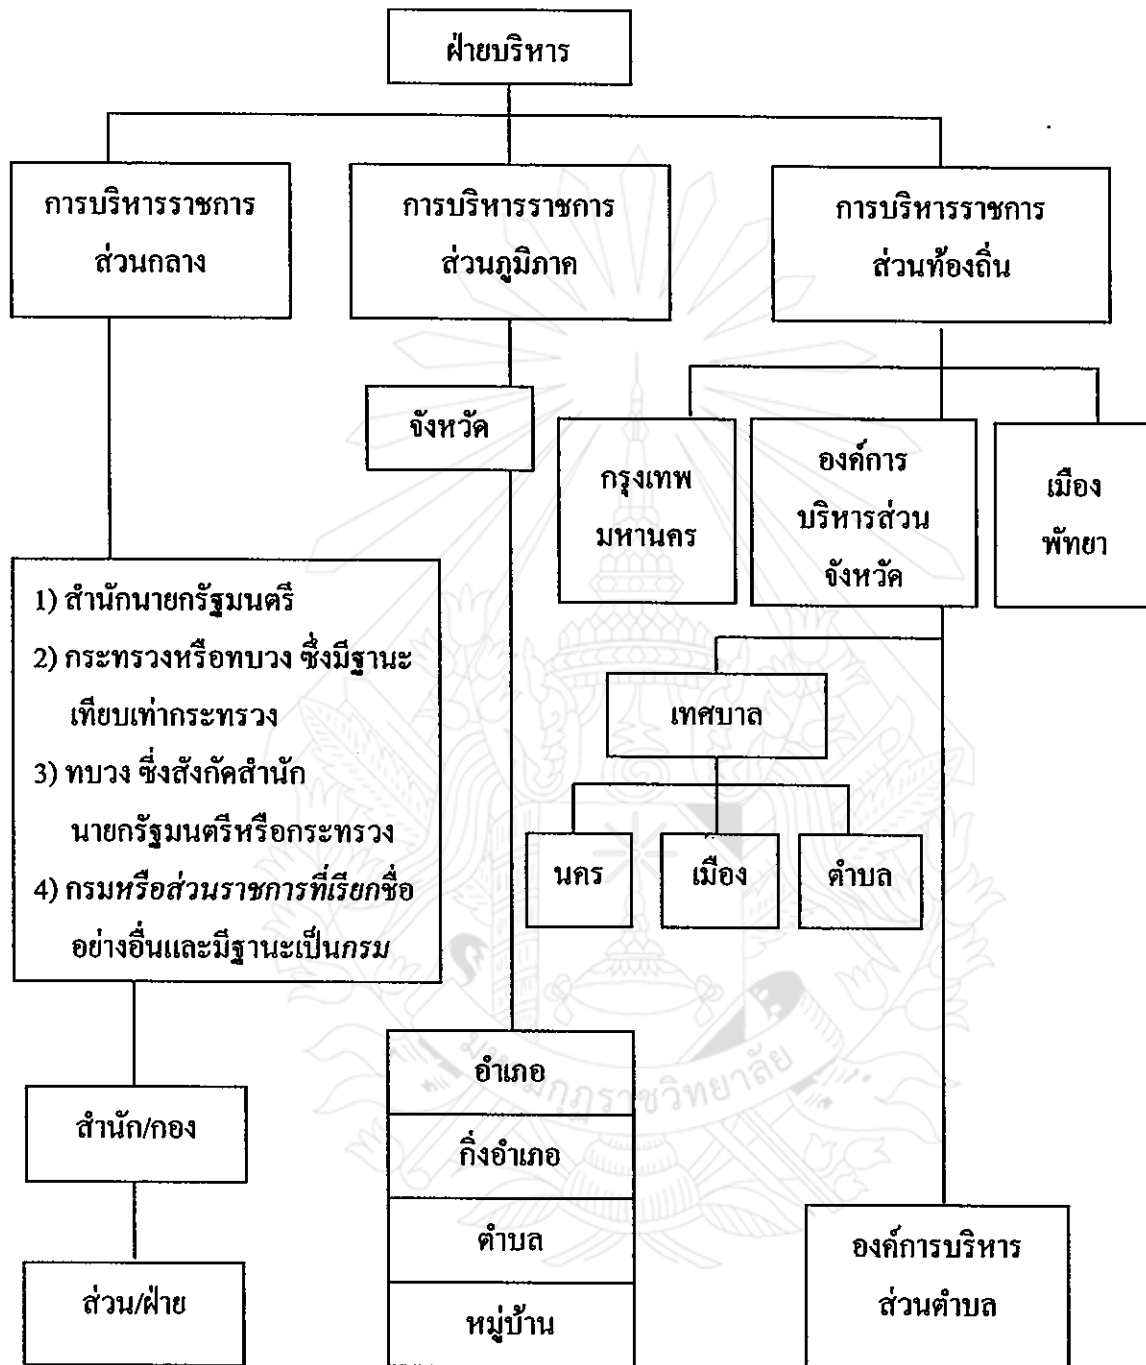 ฝ่ายบริหาร
การบริหารราชการ
ส่วนกลาง
การบริหารราชการ
ส่วนภูมิภาค
การบริหารราชการ
ส่วนท้องถิ่น
จังหวัด
กรุงเทพ
มหานคร
องค์การ
บริหารส่วน
จังหวัด
เมือง
พัทยา
1) สำนักนายกรัฐมนตรี
2) กระทรวงหรือทบวง ซึ่งมีฐานะ
เทียบเท่ากระทรวง
3) ทบวง ซึ่งสังกัดสำนัก
นายกรัฐมนตรีหรือกระทรวง
4) กรมหรือส่วนราชการที่เรียกชื่อ
อย่างอื่นและมีฐานะเป็นกรม
เทศบาล
นคร
เมือง
ตำบล
สำนัก/กอง
ส่วน/ฝ่าย
อำเภอ
กิ่งอำเภอ
ตำบล
หมู่บ้าน
องค์การบริหาร
ส่วนตำบล